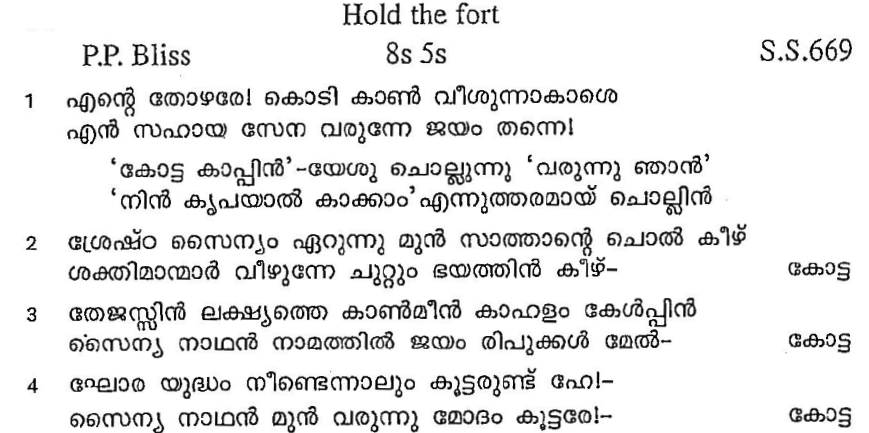 Hold the fort
P.P. Bliss 8s 5s S.S.669
1 എന്റെ തോഴരേ! കൊടി കാൺ വീശുന്നാകാശെ
എൻ സഹായ സേന വരുന്നേ ജയം തന്നെ!
‘കോട്ട കാപ്പിൻ’-യേശു ചൊല്ലുന്നു ‘വരുന്നു ഞാൻ’
‘നിൻ കൃപയാൽ കാക്കാം’ എന്നുത്തരമായ് ചൊല്ലിൻ
2 ശ്രേഷ്ഠ സൈന്യം ഏറുന്നു മുൻ സാത്താന്റെ ചൊൽ കീഴ്
ശക്തിമാന്മാർ വീഴുന്നേ ചുറ്റും ഭയത്തിൻ കീഴ്- കോട്ട
3 തേജസ്സിൻ ലക്ഷ്യത്തെ കാൺമീൻ കാഹളം കേൾപ്പിൻ
സൈന്യ നാഥൻ നാമത്തിൽ ജയം രിപുക്കൾ മേൽ- കോട്ട
4 ഘോര യുദ്ധം നീണ്ടെന്നാലും കൂട്ടരുണ്ട് ഹേ!-
സൈന്യ നാഥൻ മുൻ വരുന്നു മോദം കൂട്ടരേ!- കോട്ട